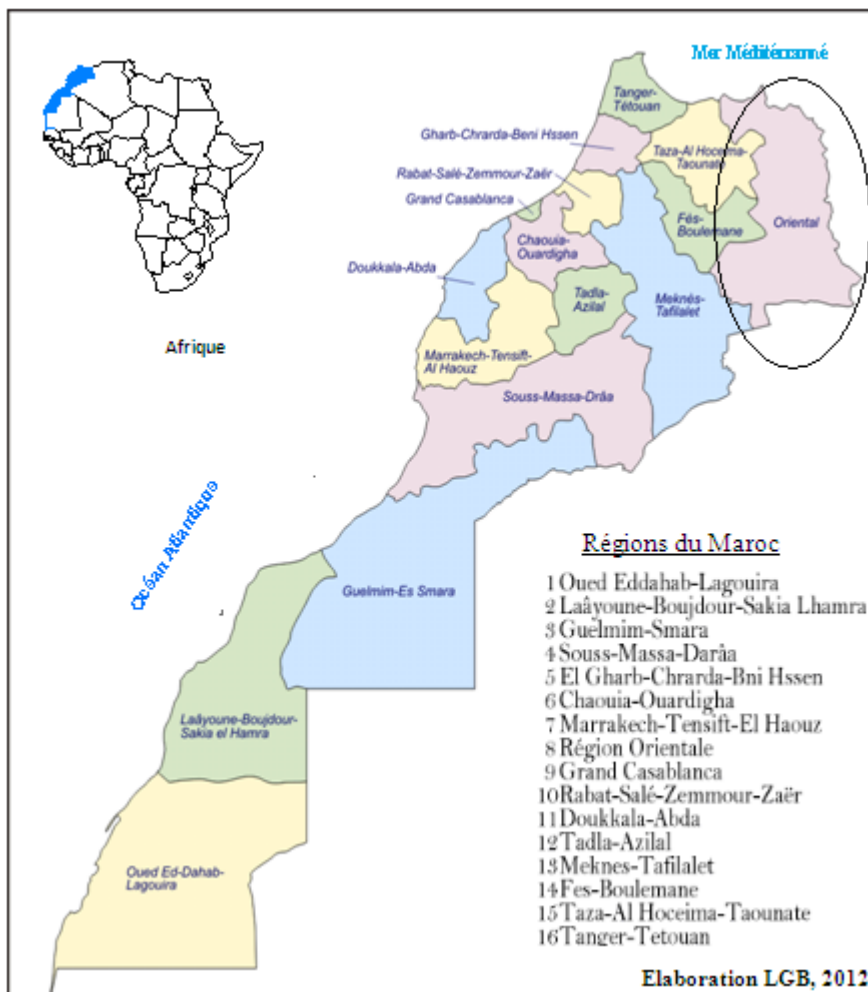 Mer Méditérranné
Tanger-
Tétouan
Gharb-Chrarda-Beni Hssen
Taza-Al Hoceima-
Taounate
Rabat-Salé-Zemmour-Zaër
Grand Casablanca
Fés-
Boulemane
Oriental
Chaouia-
Ouardigha
Doukkala-Abda
Tadla-
Azilal
Meknés-
Tafilalet
Afrique
Marrakech-Tensift-
Al Haouz
Souss-Massa-Drâa
Océan Atlantique
Guelmim-Es Smara
Laâyoune-Boujdour-
Sakia el Hamra
Oued Ed-Dahab-
Lagouira
Régions du Maroc
1 Oued Eddahab-Lagouira
2 Laâyoune-Boujdour-Sakia Lhamra
3 Guelmim-Smara
4 Souss-Massa-Darâa
5 El Gharb-Chrarda-Bni Hssen
6 Chaouia-Ouardigha
7 Marrakech-Tensift-El Haouz
8 Région Orientale
9 Grand Casablanca
10 Rabat-Salé-Zemmour-Zaër
11 Doukkala-Abda
12 Tadla-Azilal
13 Meknes-Tafilalet
14 Fes-Boulemane
15 Taza-Al Hoceima-Taounate
16 Tanger-Tetouan
Elaboration LGB, 2012